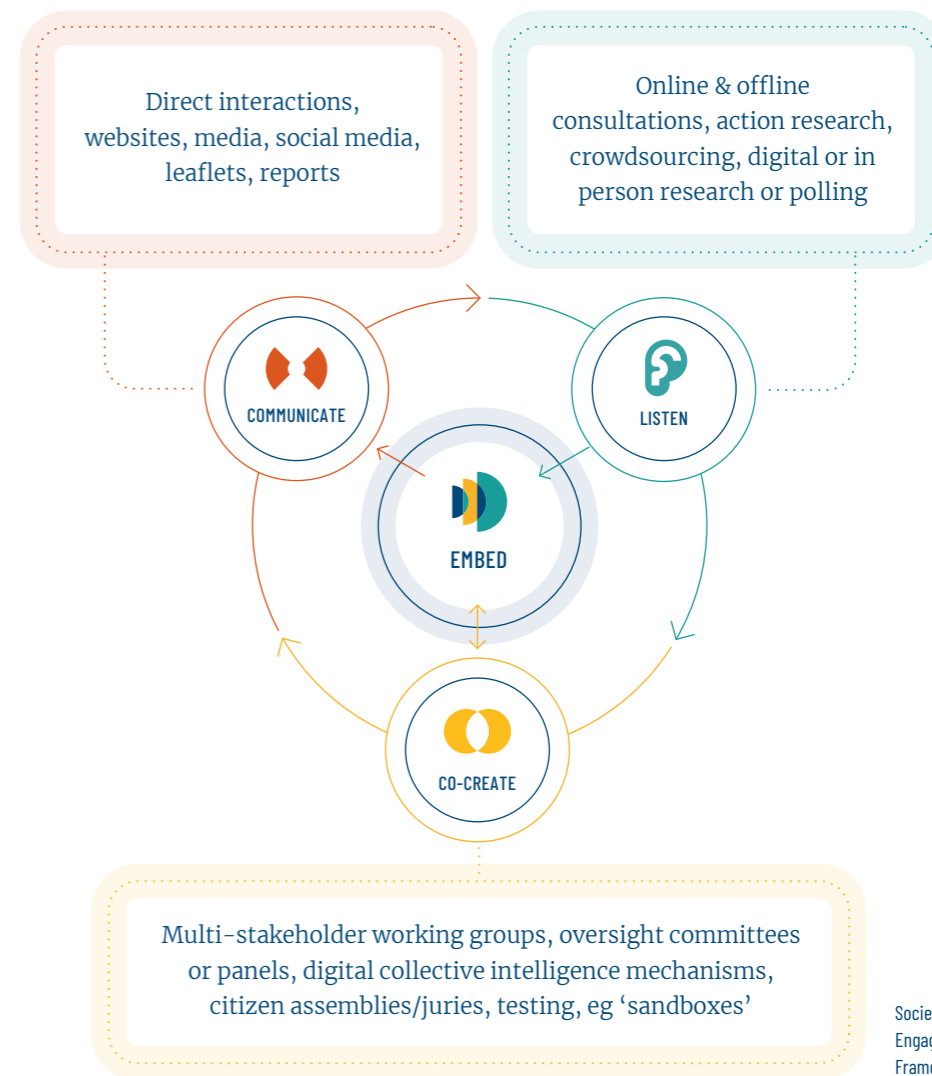 Direct interactions,
websites, media, social media,
leaflets, reports
Online & offline
consultations, action research,
crowdsourcing, digital or in
person research or polling
COMMUNICATE
LISTEN
EMBED
CO-CREATE
Multi-stakeholder working groups, oversight committees
or panels, digital collective intelligence mechanisms,
citizen assemblies/juries, testing, eg ‘sandboxes’